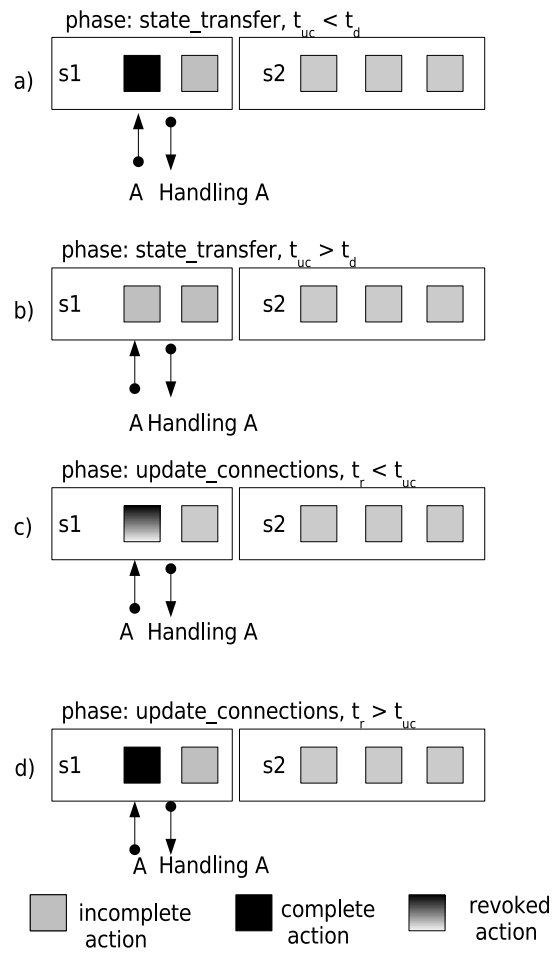 phase: state_transfer, t_uc < t_d
s1
s2
a)
A Handling A
phase: state_transfer, t_uc > t_d
s1
s2
b)
A Handling A
phase: update_connections, t_r < t_uc
s1
s2
c)
A Handling A
phase: update_connections, t_r > t_uc
s1
s2
d)
A Handling A
incomplete
action
complete
action
revoked
action